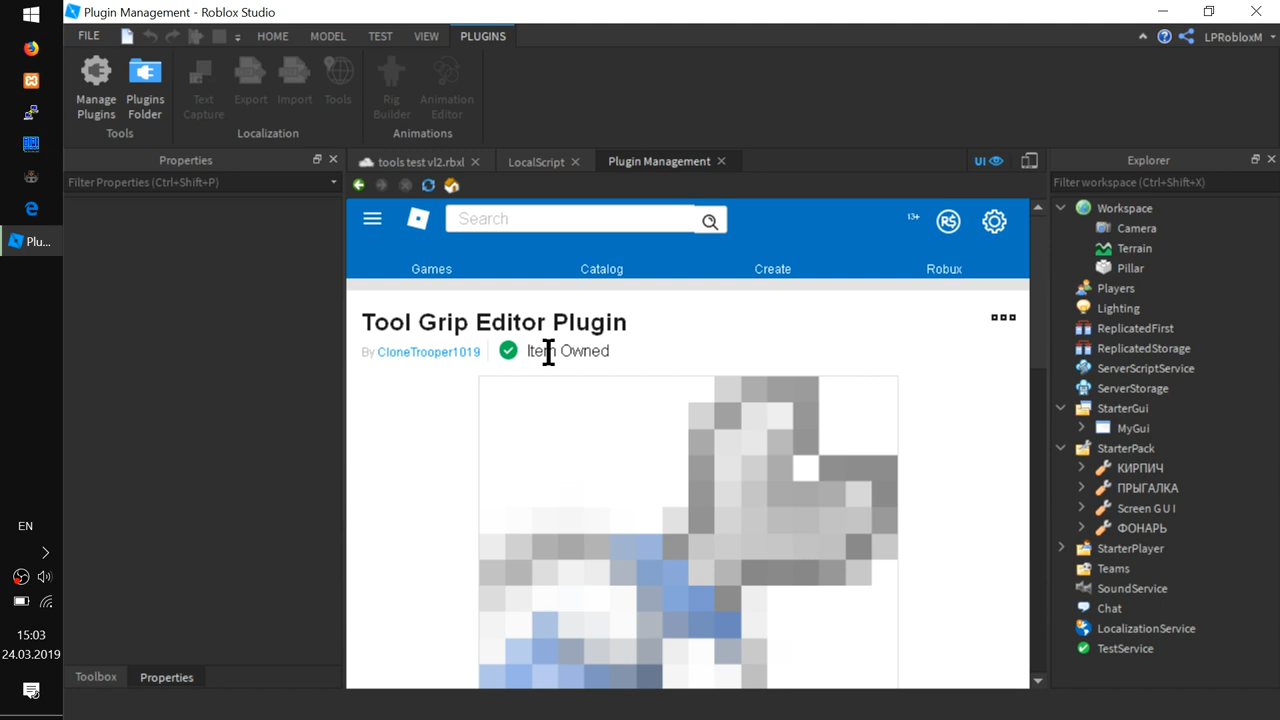 Plugin Management - Roblox Studio
FILE HOME MODEL TEST VIEW PLUGINS LPRobloxM
Manage Plugins
Plugins Folder
Text Capture
Export
Import
Tools
Rig Builder
Animation Editor
Tools Localization Animations
Properties
Filter Properties (Ctrl+Shift+P)
tools test vl2.rbxl LocalScript Plugin Management UI
Explorer
Filter workspace (Ctrl+Shift+X)
Plu...
Search
13+
R$
Games Catalog Create Robux
Tool Grip Editor Plugin
By CloneTrooper1019 Item Owned
Workspace
Camera
Terrain
Pillar
Players
Lighting
ReplicatedFirst
ReplicatedStorage
ServerScriptService
ServerStorage
StarterGui
MyGui
StarterPack
КИРПИЧ
ПРЫГАЛКА
Screen G U I
ФОНАРЬ
StarterPlayer
Teams
SoundService
Chat
LocalizationService
TestService
EN
15:03
24.03.2019
Toolbox Properties